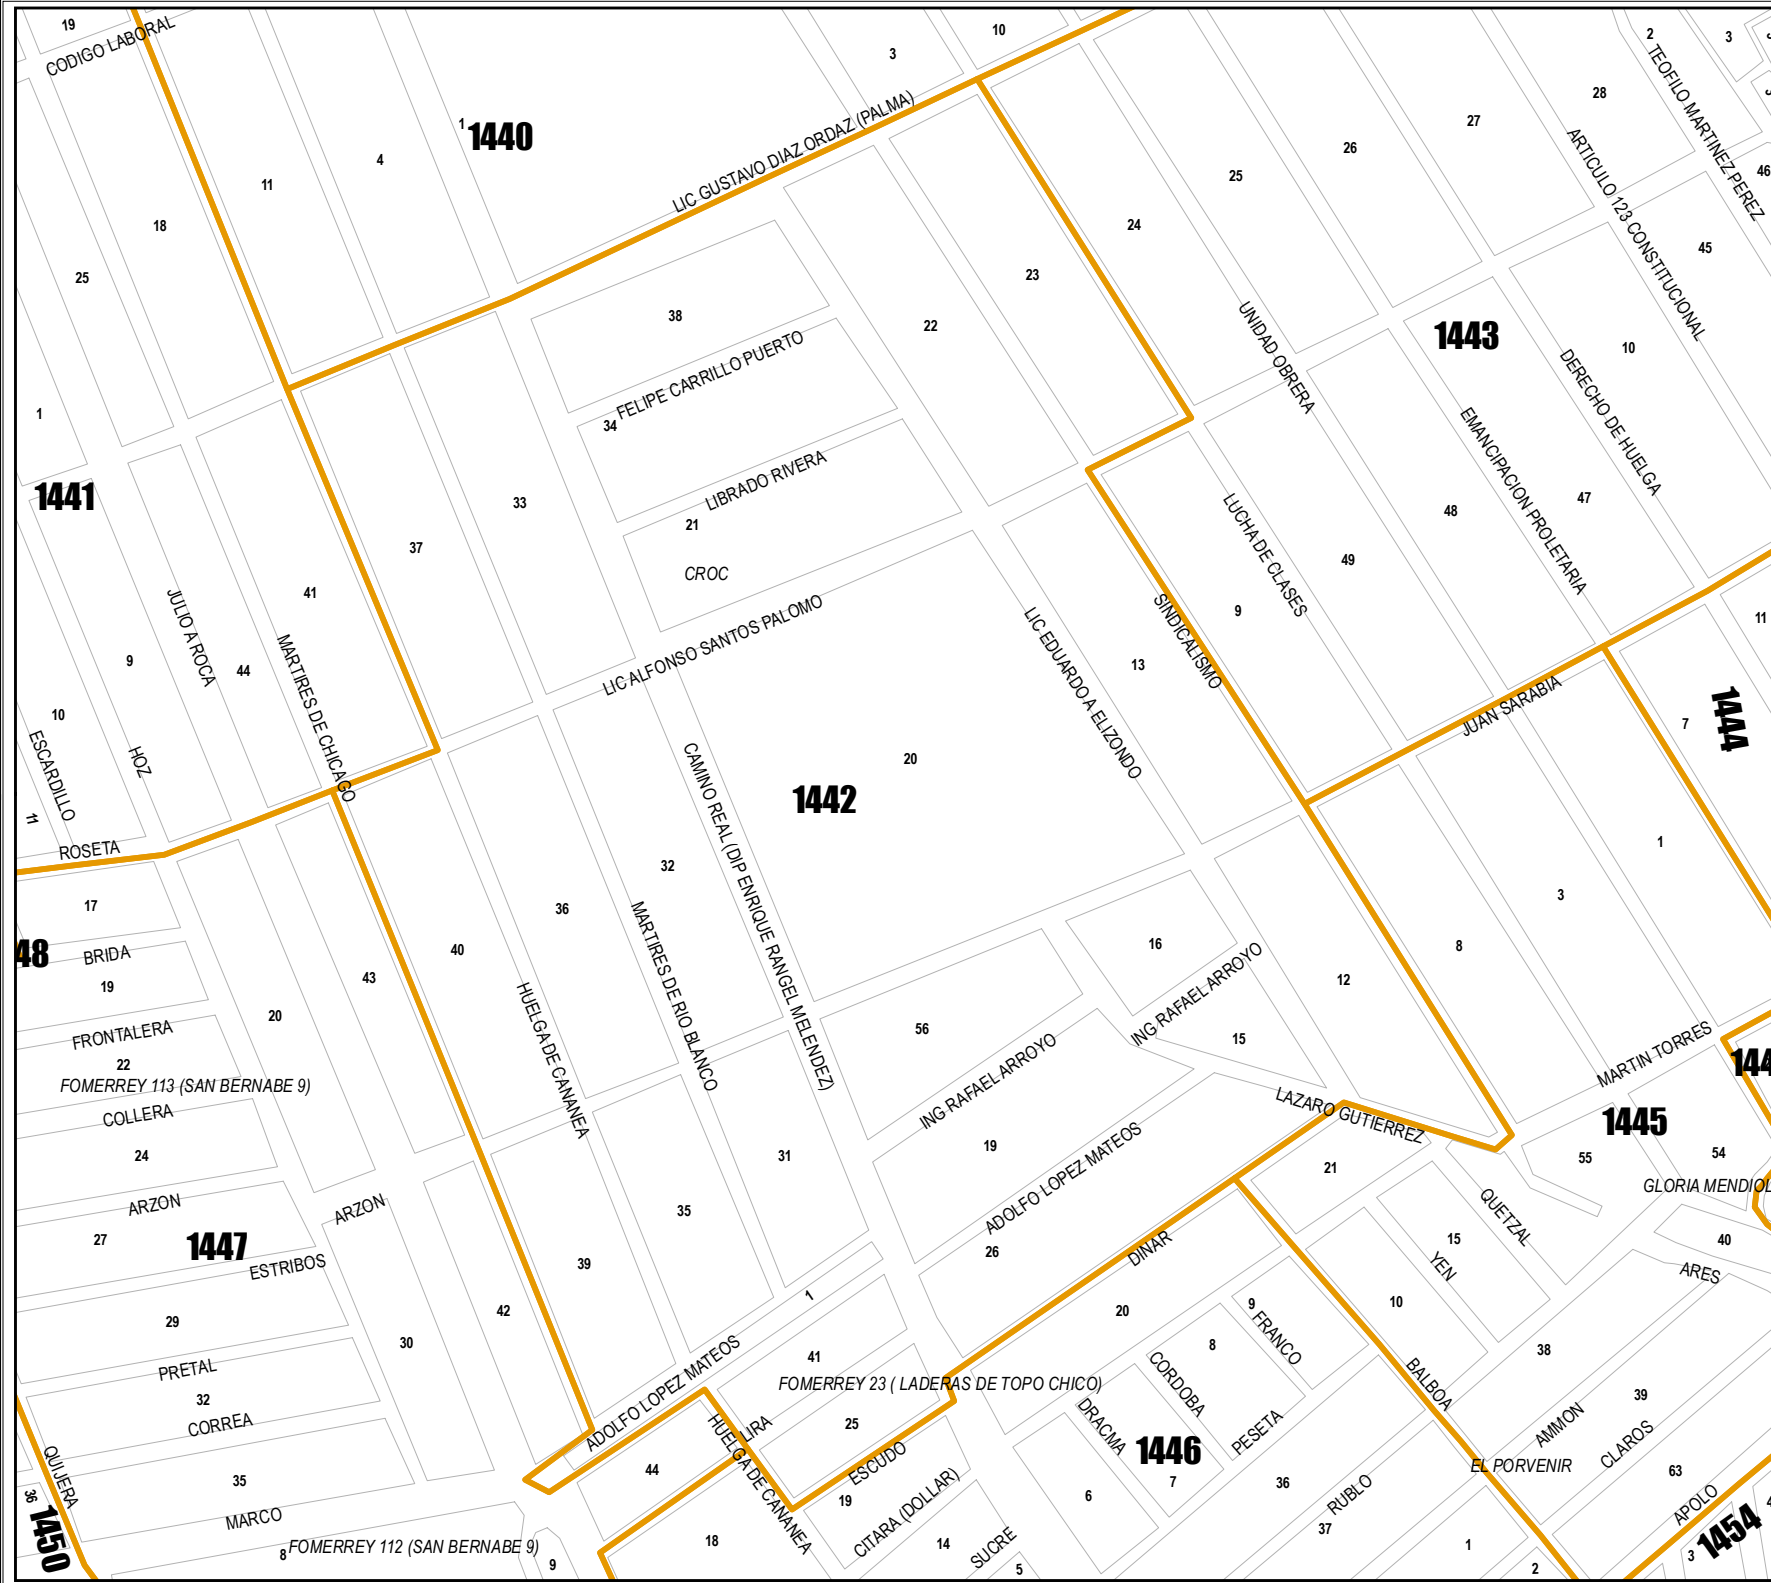 19
CODIGO LABORAL
10
3
2
3
TEOFILO MARTINEZ PEREZ
28
1
1440
4
11
18
25
1
LIC GUSTAVO DIAZ ORDAZ (PALMA)
27
26
25
24
ARTICULO 123 CONSTITUCIONAL
46
45
23
22
38
FELIPE CARRILLO PUERTO
34
LIBRADO RIVERA
21
CROC
33
37
UNIDAD OBRERA
1443
10
DERECHO DE HUELGA
EMANCIPACION PROLETARIA
47
48
49
LUCHA DE CLASES
9
SINDICALISMO
1441
41
JULIO A ROCA
MARTIRES DE CHICAGO
44
9
10
HOZ
ESCARDILLO
11
ROSETA
LIC ALFONSO SANTOS PALOMO
LIC EDUARDO A ELIZONDO
13
11
1444
7
JUAN SARABIA
CAMINO REAL (DIP ENRIQUE RANGEL MELENDEZ)
20
1442
32
36
40
MARTIRES DE RIO BLANCO
HUELGA DE CANANEA
1
3
8
17
48
BRIDA
19
FRONTALERA
22
FOMERREY 113 (SAN BERNABE 9)
COLLERA
24
ARZON
ARZON
27
1447
ESTRIBOS
29
PRETAL
32
CORREA
35
MARCO
43
20
16
ING RAFAEL ARROYO
12
15
56
ING RAFAEL ARROYO
MARTIN TORRES
144
1445
LAZARO GUTIERREZ
19
ADOLFO LOPEZ MATEOS
31
35
39
42
30
26
DINAR
21
55
54
GLORIA MENDIOL
QUETZAL
40
ARES
15
YEN
10
20
9
FRANCO
8
CORDOBA
DRACMA
1446
PESETA
7
6
1
ADOLFO LOPEZ MATEOS
41
FOMERREY 23 ( LADERAS DE TOPO CHICO)
LIRA
25
ESCUDO
HUELGA DE CANANEA
44
18
19
CITARA (DOLLAR)
14
SUCRE
5
38
BALBOA
39
AMMON
CLAROS
EL PORVENIR
63
APOLO
1454
3
4
36
RUBLO
37
1
2
QUIJERA
36
1450
8
FOMERREY 112 (SAN BERNABE 9)
9